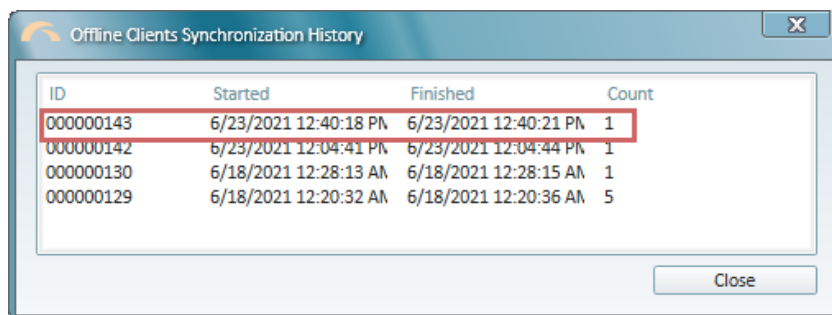 Offline Clients Synchronization History
ID Started Finished Count
000000143 6/23/2021 12:40:18 PM 6/23/2021 12:40:21 PM 1
000000142 6/23/2021 12:04:41 PM 6/23/2021 12:04:44 PM 1
000000130 6/18/2021 12:28:13 AM 6/18/2021 12:28:15 AM 1
000000129 6/18/2021 12:20:32 AM 6/18/2021 12:20:36 AM 5
Close